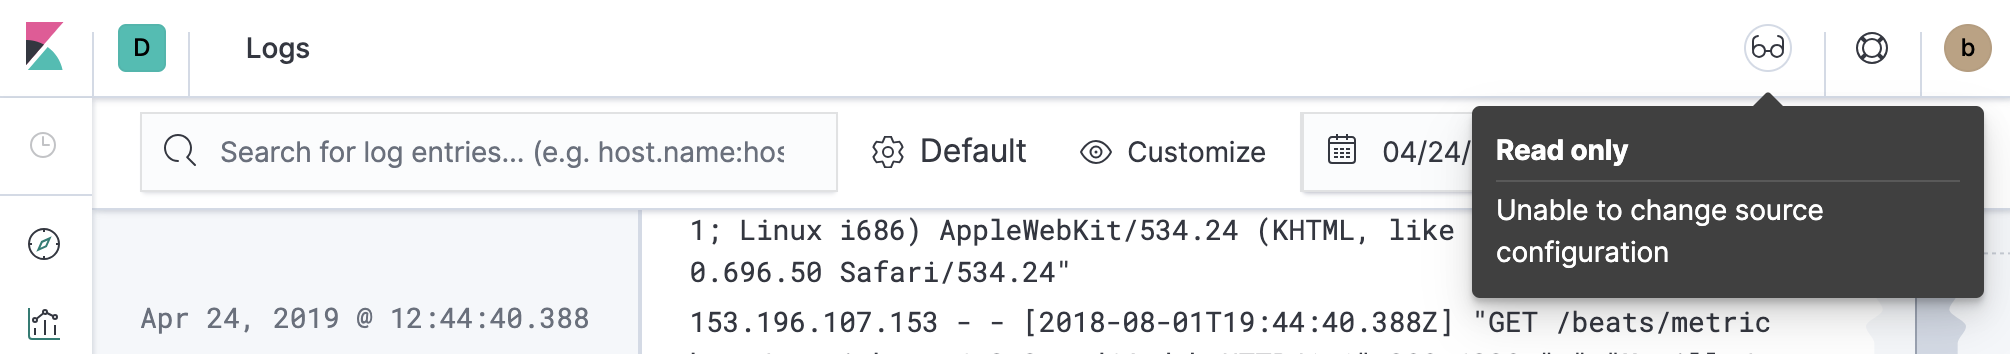 D
Logs
b
Search for log entries... (e.g. host.name:hos
Default
Customize
04/24/
Read only
Unable to change source
configuration
1; Linux i686) AppleWebKit/534.24 (KHTML, like
0.696.50 Safari/534.24"
Apr 24, 2019 @ 12:44:40.388
153.196.107.153 - - [2018-08-01T19:44:40.388Z] "GET /beats/metric